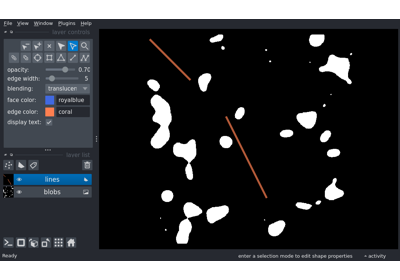 File View Window Plugins Help
layer controls
opacity: 0.70
edge width: 5
blending: translucen
face color: royalblue
edge color: coral
display text:
layer list
lines
blobs
Ready enter a selection mode to edit shape properties activity